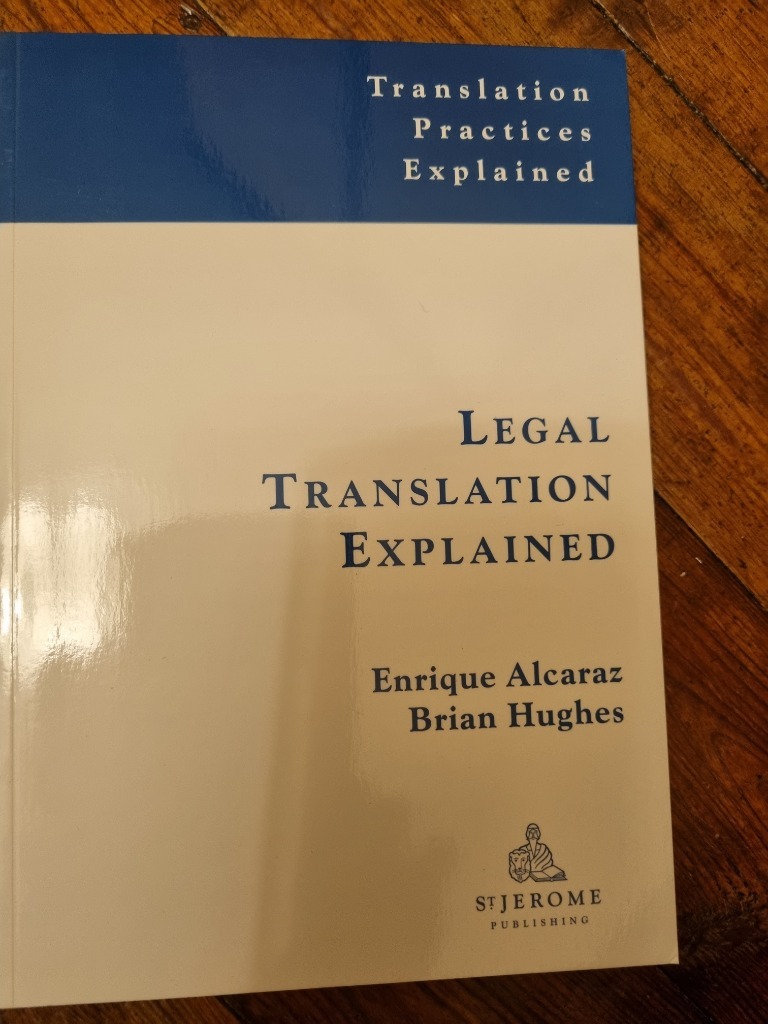 Translation
Practices
Explained
LEGAL
TRANSLATION
EXPLAINED
Enrique Alcaraz
Brian Hughes
ST JEROME
PUBLISHING